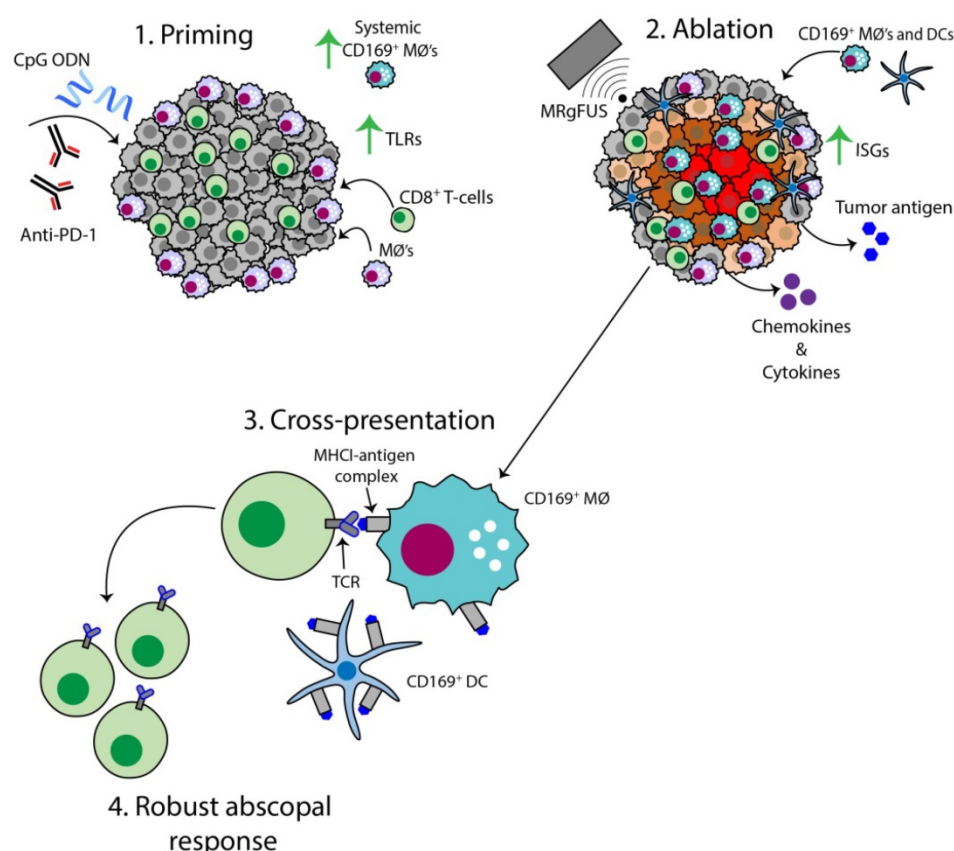 1. Priming
CpG ODN
Anti-PD-1
Systemic
CD169⁺ MØ's
TLRs
CD8⁺ T-cells
MØ's
2. Ablation
MRgFUS
CD169⁺ MØ's and DCs
ISGs
Tumor antigen
Chemokines
&
Cytokines
3. Cross-presentation
MHCI-antigen
complex
CD169⁺ MØ
TCR
CD169⁺ DC
4. Robust abscopal
response